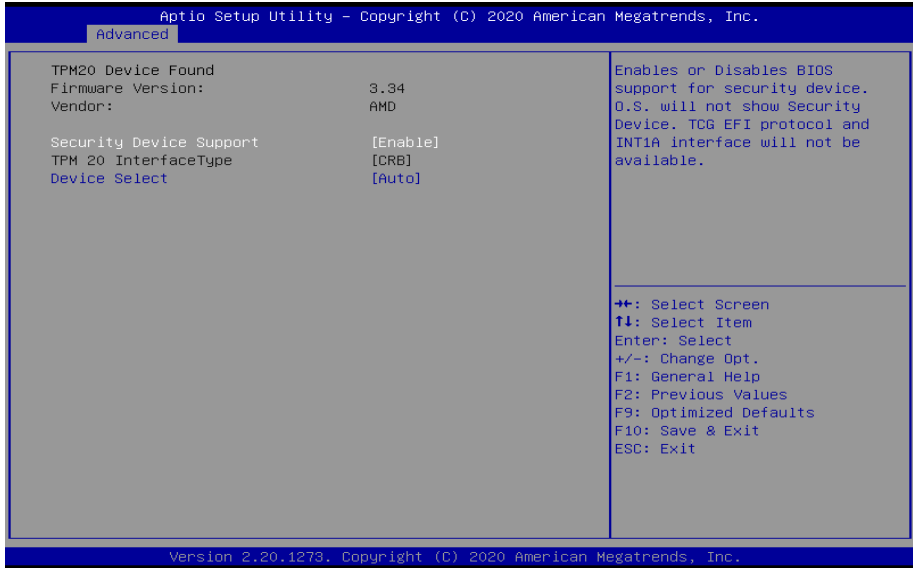 Aptio Setup Utility – Copyright (C) 2020 American Megatrends, Inc.
Advanced
TPM20 Device Found
Firmware Version: 3.34
Vendor: AMD
Security Device Support [Enable]
TPM 20 InterfaceType [CRB]
Device Select [Auto]
Enables or Disables BIOS
support for security device.
O.S. will not show Security
Device. TCG EFI protocol and
INT1A interface will not be
available.
→←: Select Screen
↑↓: Select Item
Enter: Select
+/-: Change Opt.
F1: General Help
F2: Previous Values
F9: Optimized Defaults
F10: Save & Exit
ESC: Exit
Version 2.20.1273. Copyright (C) 2020 American Megatrends, Inc.